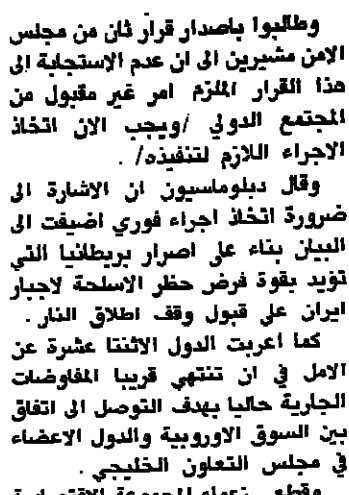 وطالبوا باصدار قرار ثان من مجلس
الامن مشيرين الى ان عدم الاستجابة الى
هذا القرار الملزم امر غير مقبول من
المجتمع الدولي /ويجب الان اتخاذ
الاجراء اللازم لتنفيذه/ .
وقال دبلوماسيون ان الاشارة الى
ضرورة اتخاذ اجراء فوري اضيفت الى
البيان بناء على اصرار بريطانيا التي
تؤيد بقوة فرض حظر الاسلحة لاجبار
ايران على قبول وقف اطلاق النار .
كما اعربت الدول الاثنتا عشرة عن
الامل في ان تنتهي قريبا المفاوضات
الجارية حاليا بهدف التوصل الى اتفاق
بين السوق الاوروبية والدول الاعضاء
في مجلس التعاون الخليجي .